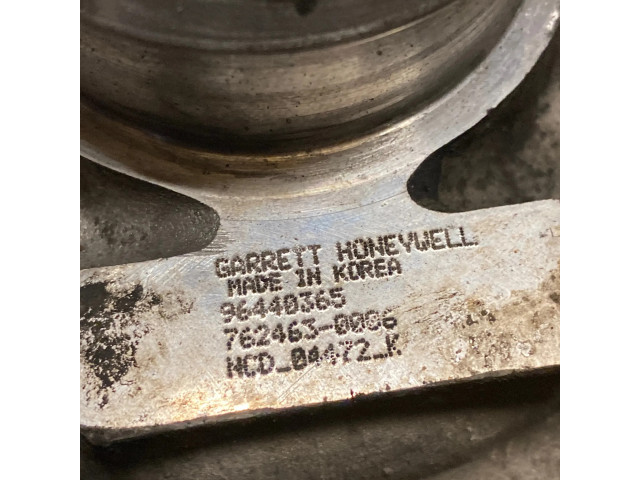 GARRETT HONEYWELL.
MADE IN KOREA
96440365
762463-0006
HCD_04472_K